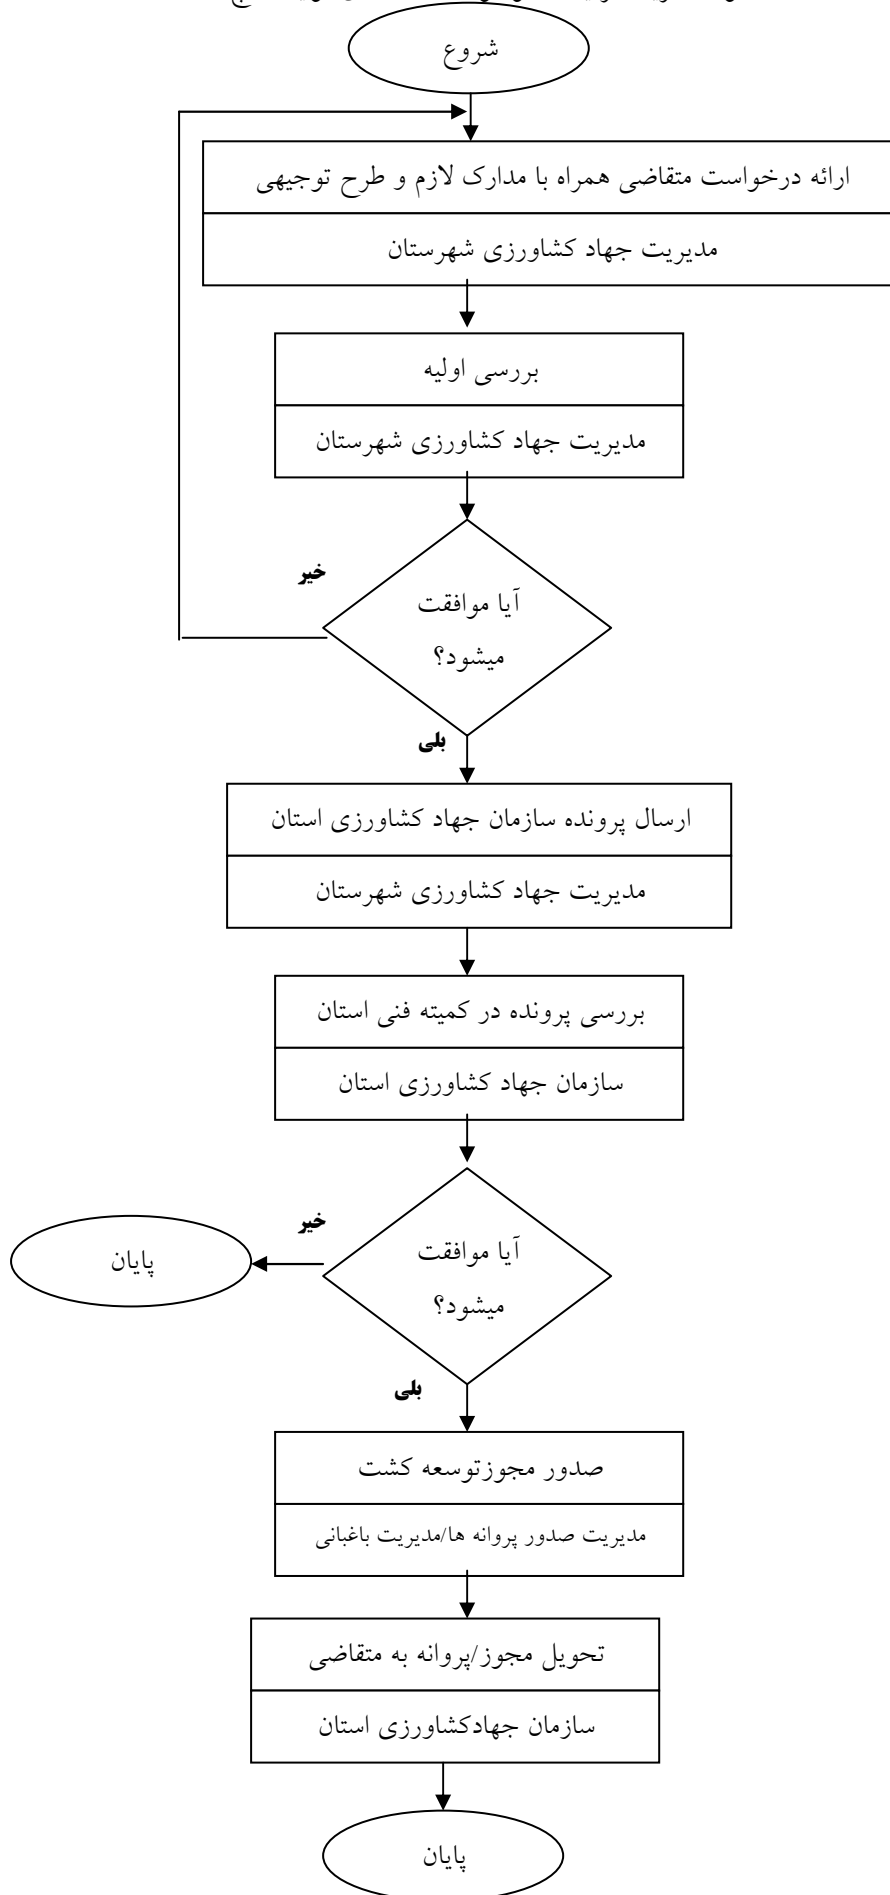 شروع
ارائه درخواست متقاضی همراه با مدارک لازم و طرح توجیهی
مدیریت جهاد کشاورزی شهرستان
بررسی اولیه
مدیریت جهاد کشاورزی شهرستان
خیر
آیا موافقت
میشود؟
بلی
ارسال پرونده سازمان جهاد کشاورزی استان
مدیریت جهاد کشاورزی شهرستان
بررسی پرونده در کمیته فنی استان
سازمان جهاد کشاورزی استان
خیر
آیا موافقت
میشود؟
پایان
بلی
صدور مجوزتوسعه کشت
مدیریت صدور پروانه ها/مدیریت باغبانی
تحویل مجوز/پروانه به متقاضی
سازمان جهادکشاورزی استان
پایان